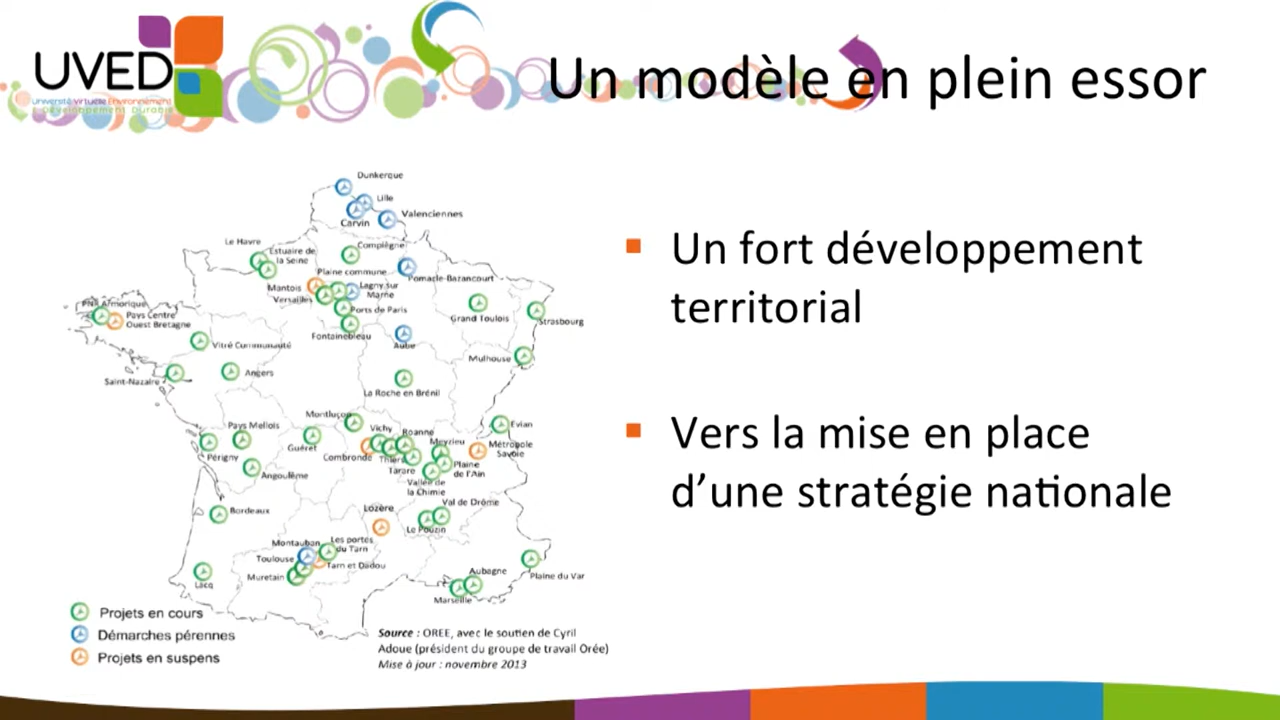 UVED
Université Virtuelle Environnement
& Développement Durable
Un modèle en plein essor
Dunkerque
Lille
Carvin
Valenciennes
Le Havre
Estuaire de
la Seine
Compiègne
Plaine commune
Pomacle-Bazancourt
Mantois
Lagny sur
Marne
Versailles
Ports de Paris
Grand Toulois
Strasbourg
PNR Armorique
Pays Centre
Ouest Bretagne
Fontainebleau
Aube
Vitré Communauté
Mulhouse
Saint-Nazaire
Angers
La Roche en Brénil
Montluçon
Vichy
Roanne
Evian
Pays Mellois
Guéret
Meyzieu
Métropole
Savoie
Périgny
Combronde
Thiers
Tarare
Plaine
de l'Ain
Angoulême
Vallée de
la Chimie
Bordeaux
Lozère
Val de Drôme
Le Pouzin
Montauban
Les portes
du Tarn
Toulouse
Tarn et Dadou
Muretain
Lacq
Aubagne
Plaine du Var
Marseille
Projets en cours
Démarches pérennes
Projets en suspens
Source : OREE, avec le soutien de Cyril
Adoue (président du groupe de travail Orée)
Mise à jour : novembre 2013
Un fort développement
territorial
Vers la mise en place
d'une stratégie nationale